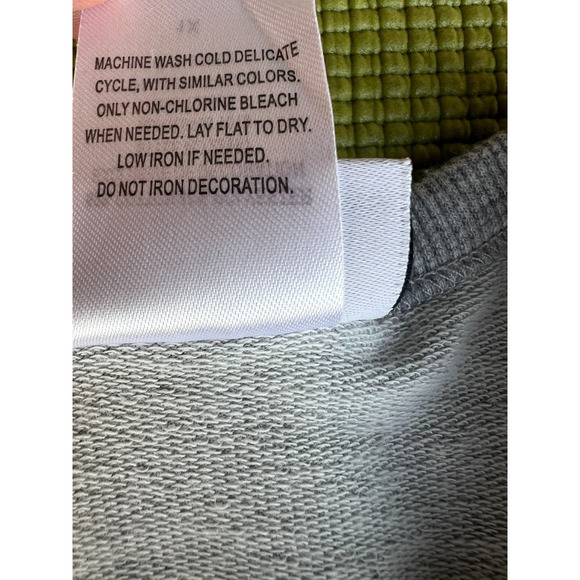 MACHINE WASH COLD DELICATE
CYCLE, WITH SIMILAR COLORS.
ONLY NON-CHLORINE BLEACH
WHEN NEEDED. LAY FLAT TO DRY.
LOW IRON IF NEEDED.
DO NOT IRON DECORATION.